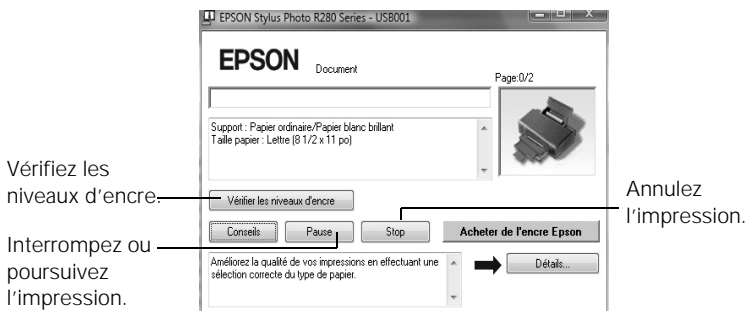 EPSON Stylus Photo R280 Series - USB001
EPSON
Document
Page:0/2
Support : Papier ordinaire/Papier blanc brillant
Taille papier : Lettre (8 1/2 x 11 po)
Vérifiez les
niveaux d'encre.
Vérifier les niveaux d'encre
Annulez
l'impression.
Conseils
Pause
Stop
Acheter de l'encre Epson
Interrompez ou
poursuivez
l'impression.
Améliorez la qualité de vos impressions en effectuant une
sélection correcte du type de papier.
Détails...